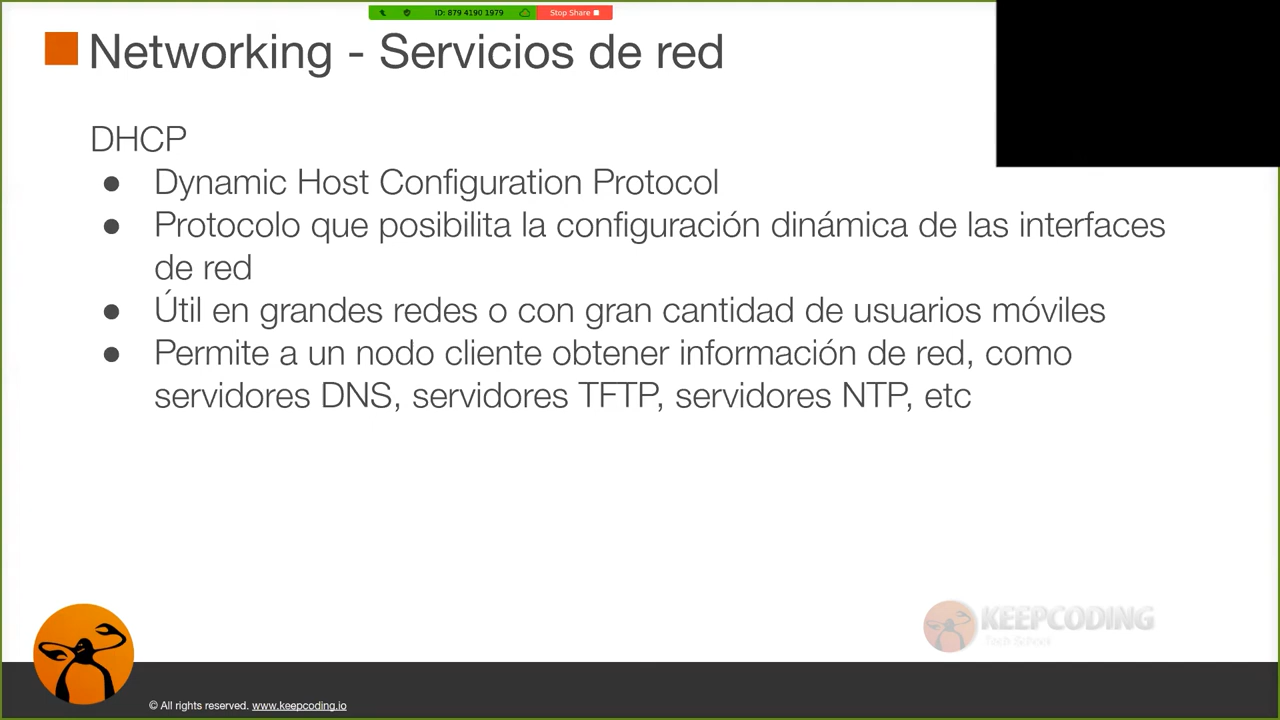 ID: 879 4190 1979
Stop Share
Networking - Servicios de red
DHCP
● Dynamic Host Configuration Protocol
● Protocolo que posibilita la configuración dinámica de las interfaces
de red
● Útil en grandes redes o con gran cantidad de usuarios móviles
● Permite a un nodo cliente obtener información de red, como
servidores DNS, servidores TFTP, servidores NTP, etc
KEEPCODING
Tech School
© All rights reserved. www.keepcoding.io